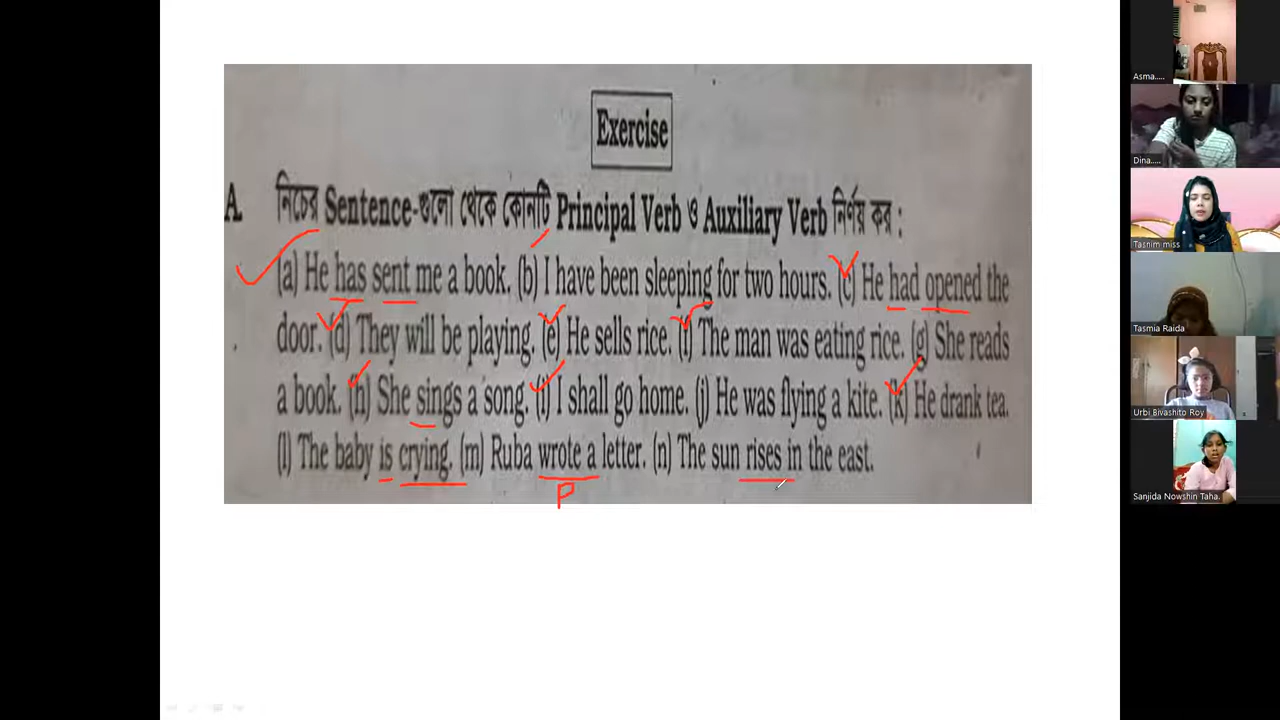 Exercise
A. নিচের Sentence-গুলো থেকে কোনটি Principal Verb ও Auxiliary Verb নির্ণয় কর :
(a) He has sent me a book. (b) I have been sleeping for two hours. (c) He had opened the
door. (d) They will be playing. (e) He sells rice. (f) The man was eating rice. (g) She reads
a book. (h) She sings a song. (i) I shall go home. (j) He was flying a kite. (k) He drank tea.
(l) The baby is crying. (m) Ruba wrote a letter. (n) The sun rises in the east.
P
Asma.....
Dina.....
Tasnim miss
Tasmia Raida
Urbi Bivashito Roy
Sanjida Nowshin Taha.